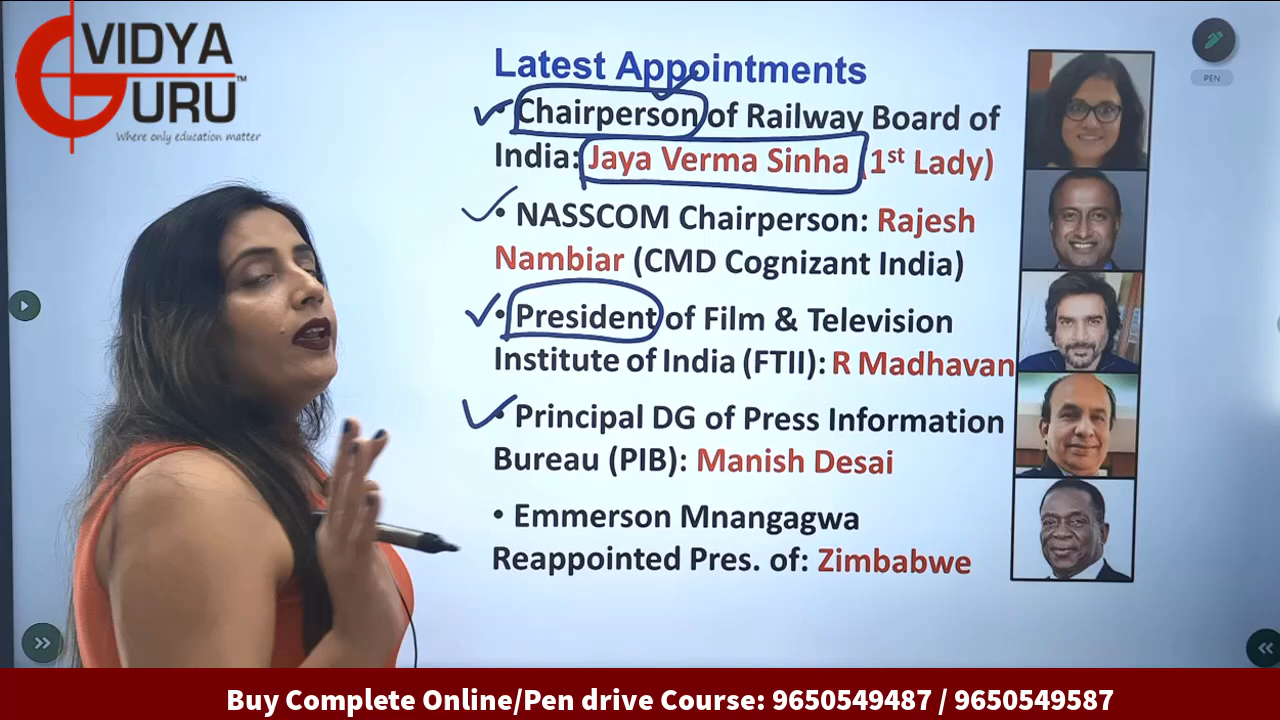 VIDYA
GURU™
Where only education matter
PEN
Latest Appointments
• Chairperson of Railway Board of
India: Jaya Verma Sinha (1st Lady)
• NASSCOM Chairperson: Rajesh
Nambiar (CMD Cognizant India)
• President of Film & Television
Institute of India (FTII): R Madhavan
• Principal DG of Press Information
Bureau (PIB): Manish Desai
• Emmerson Mnangagwa
Reappointed Pres. of: Zimbabwe
Buy Complete Online/Pen drive Course: 9650549487 / 9650549587